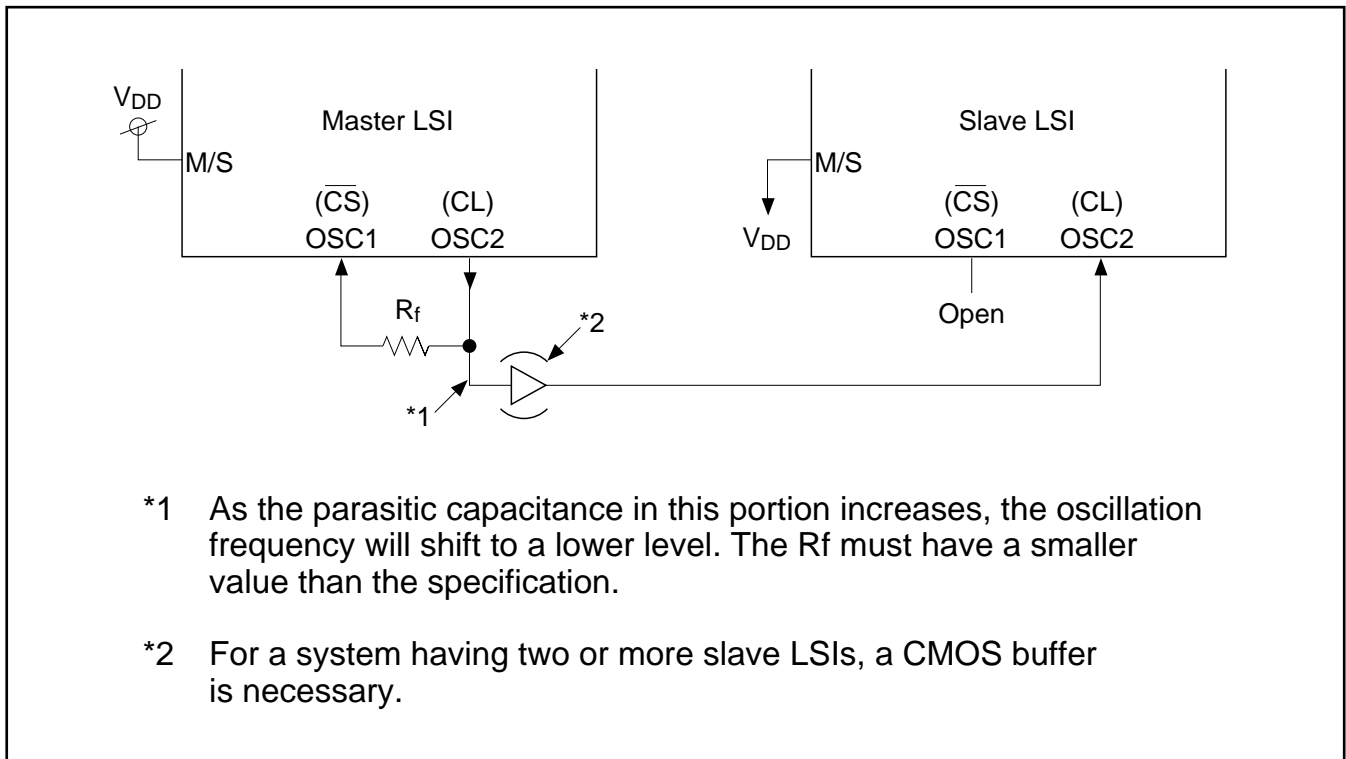 VDD
Master LSI
M/S
(CS)
(CL)
OSC1
OSC2
Rf
*2
*1
Slave LSI
M/S
VDD
(CS)
(CL)
OSC1
OSC2
Open
*1 As the parasitic capacitance in this portion increases, the oscillation
frequency will shift to a lower level. The Rf must have a smaller
value than the specification.
*2 For a system having two or more slave LSIs, a CMOS buffer
is necessary.